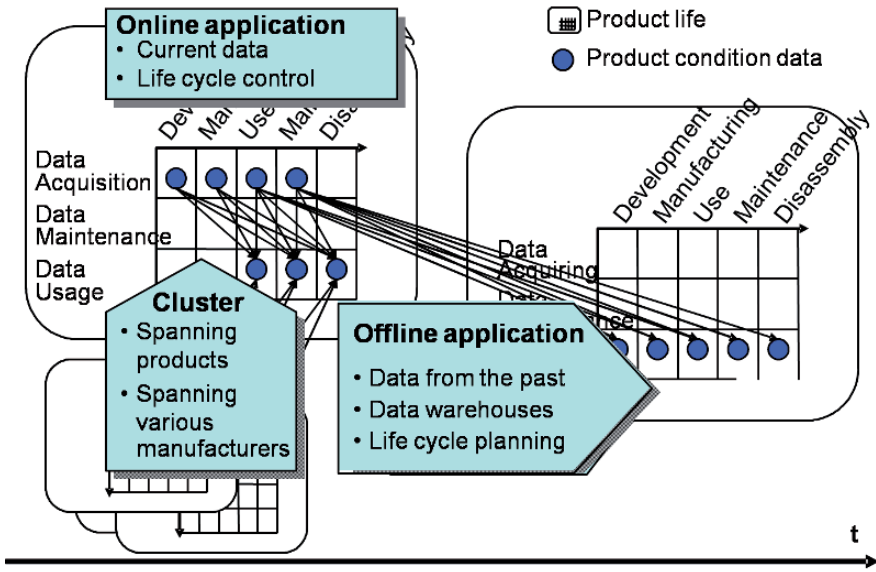 Online application
• Current data
• Life cycle control
Product life
Product condition data
Use
Data
Acquisition
Data
Maintenance
Data
Usage
Development
Manufacturing
Use
Maintenance
Disassembly
Data
Acquiring
Cluster
• Spanning
products
• Spanning
various
manufacturers
Offline application
• Data from the past
• Data warehouses
• Life cycle planning
t